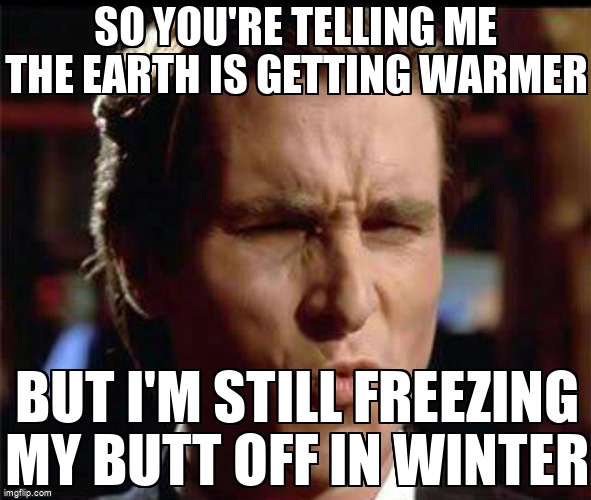 SO YOU'RE TELLING ME
THE EARTH IS GETTING WARMER
BUT I'M STILL FREEZING
MY BUTT OFF IN WINTER
imgflip.com